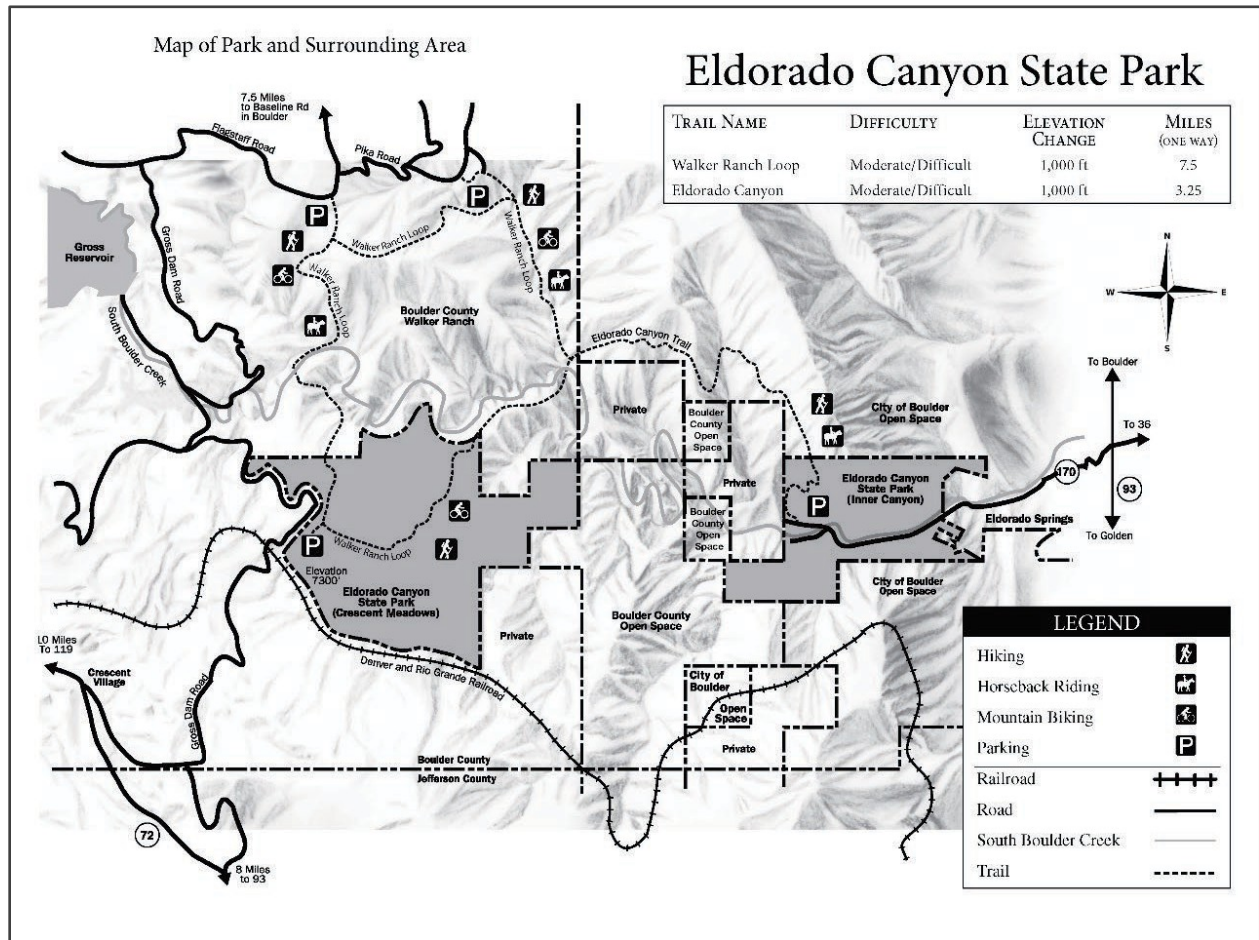 Map of Park and Surrounding Area
Eldorado Canyon State Park
TRAIL NAME DIFFICULTY ELEVATION CHANGE MILES (ONE WAY)
Walker Ranch Loop Moderate/Difficult 1,000 ft 7.5
Eldorado Canyon Moderate/Difficult 1,000 ft 3.25
7.5 Miles
to Baseline Rd
in Boulder
Flagstaff Road
Pika Road
P
P
Walker Ranch Loop
Walker Ranch Loop
Walker Ranch Loop
Gross
Reservoir
Gross Dam Road
South Boulder Creek
Boulder County
Walker Ranch
Eldorado Canyon Trail
N
W
E
S
To Boulder
To 36
170
93
To Golden
Private
Boulder
County
Open
Space
City of Boulder
Open Space
Private
Eldorado Canyon
State Park
(Inner Canyon)
P
Boulder
County
Open
Space
Eldorado Springs
City of Boulder
Open Space
P
Walker Ranch Loop
Elevation
7300'
Eldorado Canyon
State Park
(Crescent Meadows)
Private
Boulder County
Open Space
Denver and Rio Grande Railroad
10 Miles
To 119
Crescent
Village
Gross Dam Road
City of
Boulder
Open
Space
Private
Boulder County
Jefferson County
72
8 Miles
to 93
LEGEND
Hiking
Horseback Riding
Mountain Biking
Parking P
Railroad
Road
South Boulder Creek
Trail